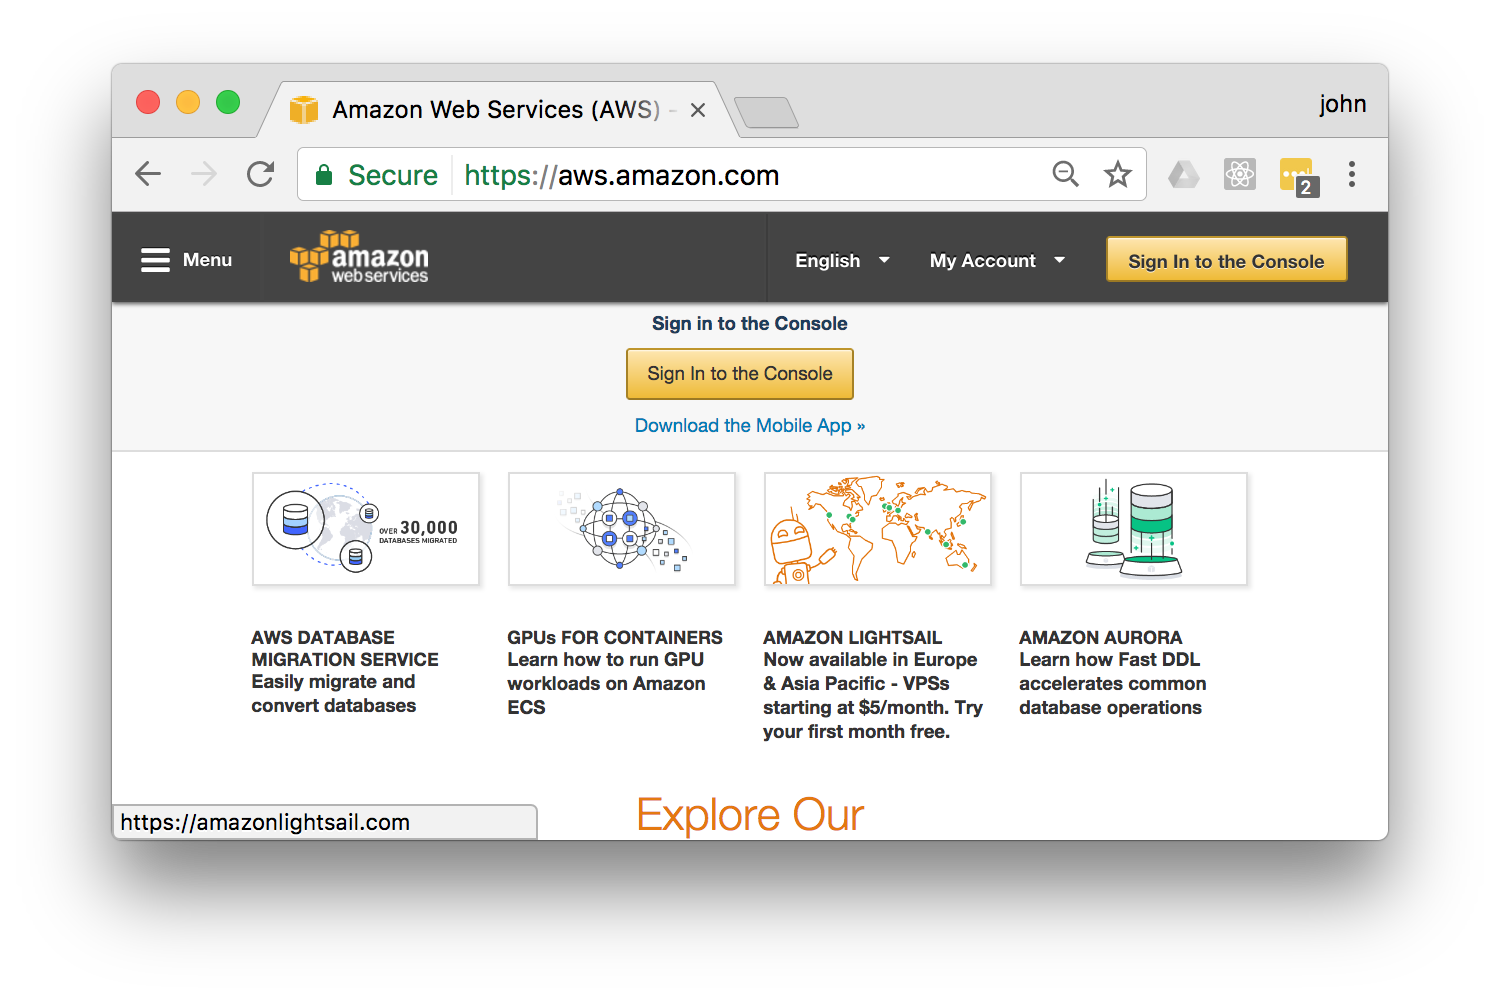 Amazon Web Services (AWS) -
john
Secure
https://aws.amazon.com
2
Menu
amazon
webservices
English
My Account
Sign In to the Console
Sign in to the Console
Sign In to the Console
Download the Mobile App »
OVER 30,000
DATABASES MIGRATED
AWS DATABASE
MIGRATION SERVICE
Easily migrate and
convert databases
GPUs FOR CONTAINERS
Learn how to run GPU
workloads on Amazon
ECS
AMAZON LIGHTSAIL
Now available in Europe
& Asia Pacific - VPSs
starting at $5/month. Try
your first month free.
AMAZON AURORA
Learn how Fast DDL
accelerates common
database operations
Explore Our
https://amazonlightsail.com